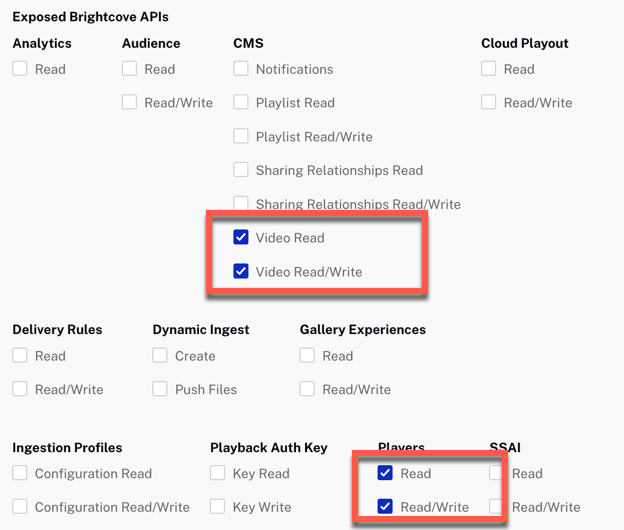 Exposed Brightcove APIs
Analytics Audience CMS Cloud Playout
Read Read Notifications Read
Read/Write Playlist Read Read/Write
Playlist Read/Write
Sharing Relationships Read
Sharing Relationships Read/Write
Video Read
Video Read/Write
Delivery Rules Dynamic Ingest Gallery Experiences
Read Create Read
Read/Write Push Files Read/Write
Ingestion Profiles Playback Auth Key Players SSAI
Configuration Read Key Read Read Read
Configuration Read/Write Key Write Read/Write Read/Write